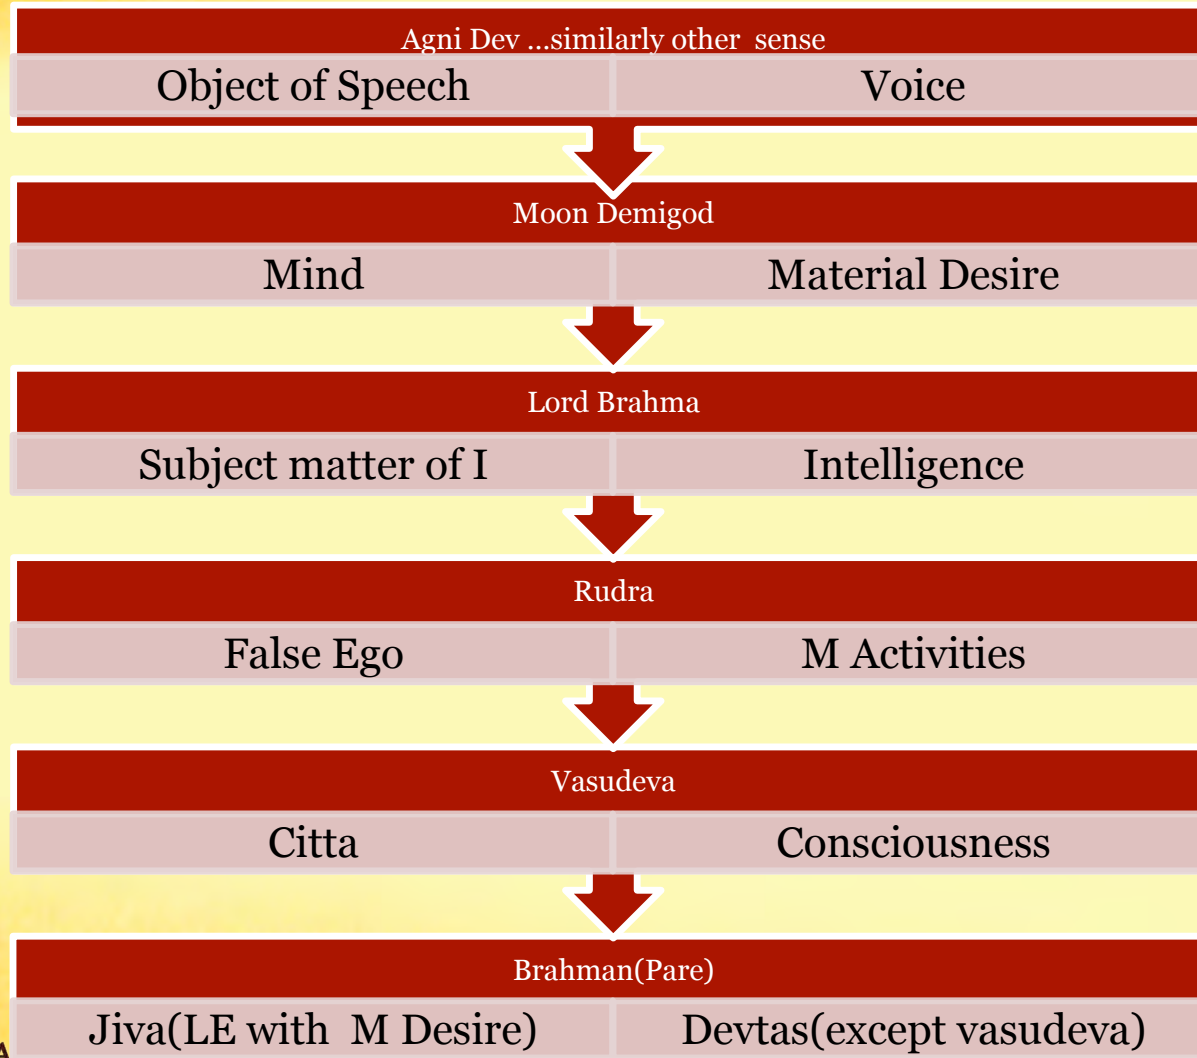 Agni Dev ...similarly other  sense
Object of Speech
Voice
Moon Demigod
Mind
Material Desire
Lord Brahma
Subject matter of I
Intelligence
Rudra
False Ego
M Activities
Vasudeva
Citta
Consciousness
Brahman(Pare)
Jiva(LE with  M Desire)
Devtas(except vasudeva)
A